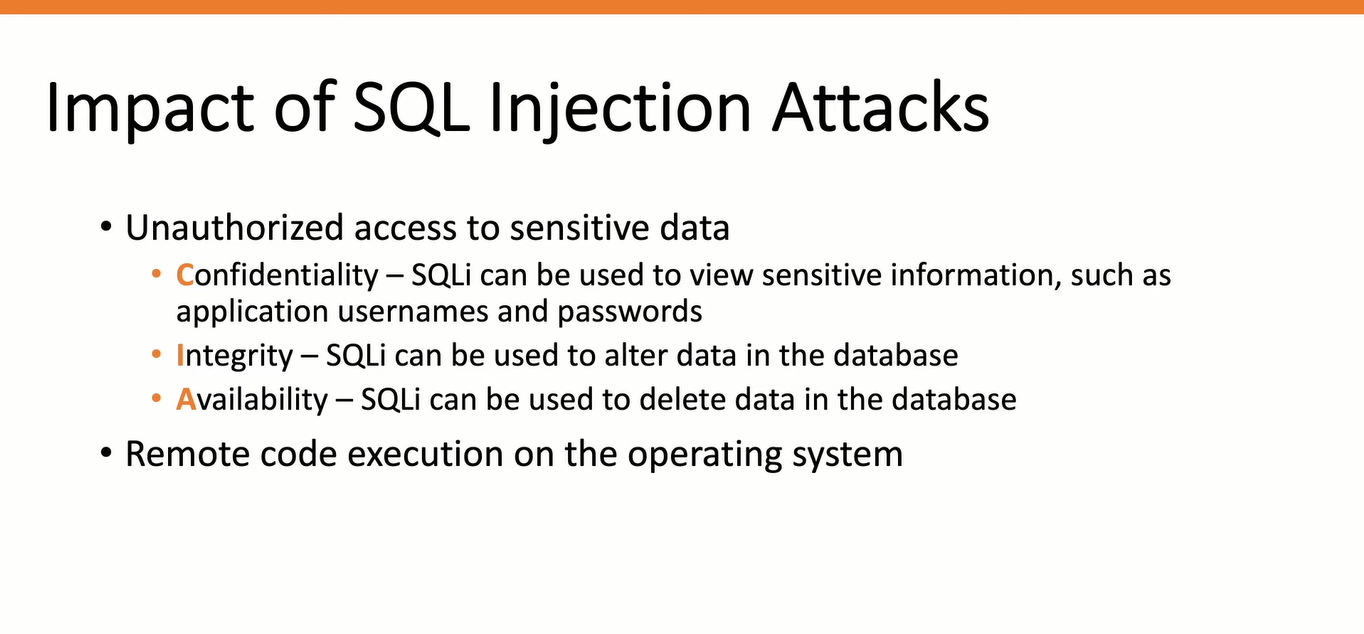 Impact of SQL Injection Attacks
• Unauthorized access to sensitive data
• Confidentiality – SQLi can be used to view sensitive information, such as
application usernames and passwords
• Integrity – SQLi can be used to alter data in the database
• Availability – SQLi can be used to delete data in the database
• Remote code execution on the operating system